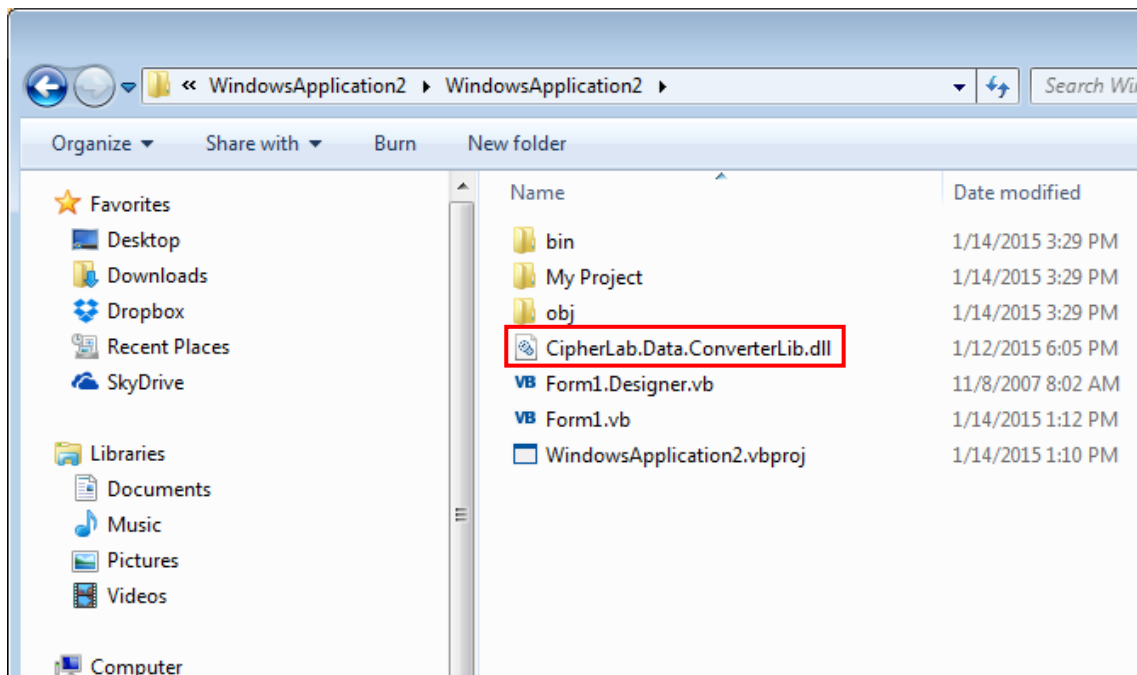 « WindowsApplication2 ▸ WindowsApplication2 ▸ Search Wi
Organize Share with Burn New folder
Name Date modified
Favorites
Desktop
Downloads
Dropbox
Recent Places
SkyDrive
Libraries
Documents
Music
Pictures
Videos
Computer
bin 1/14/2015 3:29 PM
My Project 1/14/2015 3:29 PM
obj 1/14/2015 3:29 PM
CipherLab.Data.ConverterLib.dll 1/12/2015 6:05 PM
VB Form1.Designer.vb 11/8/2007 8:02 AM
VB Form1.vb 1/14/2015 1:12 PM
WindowsApplication2.vbproj 1/14/2015 1:10 PM